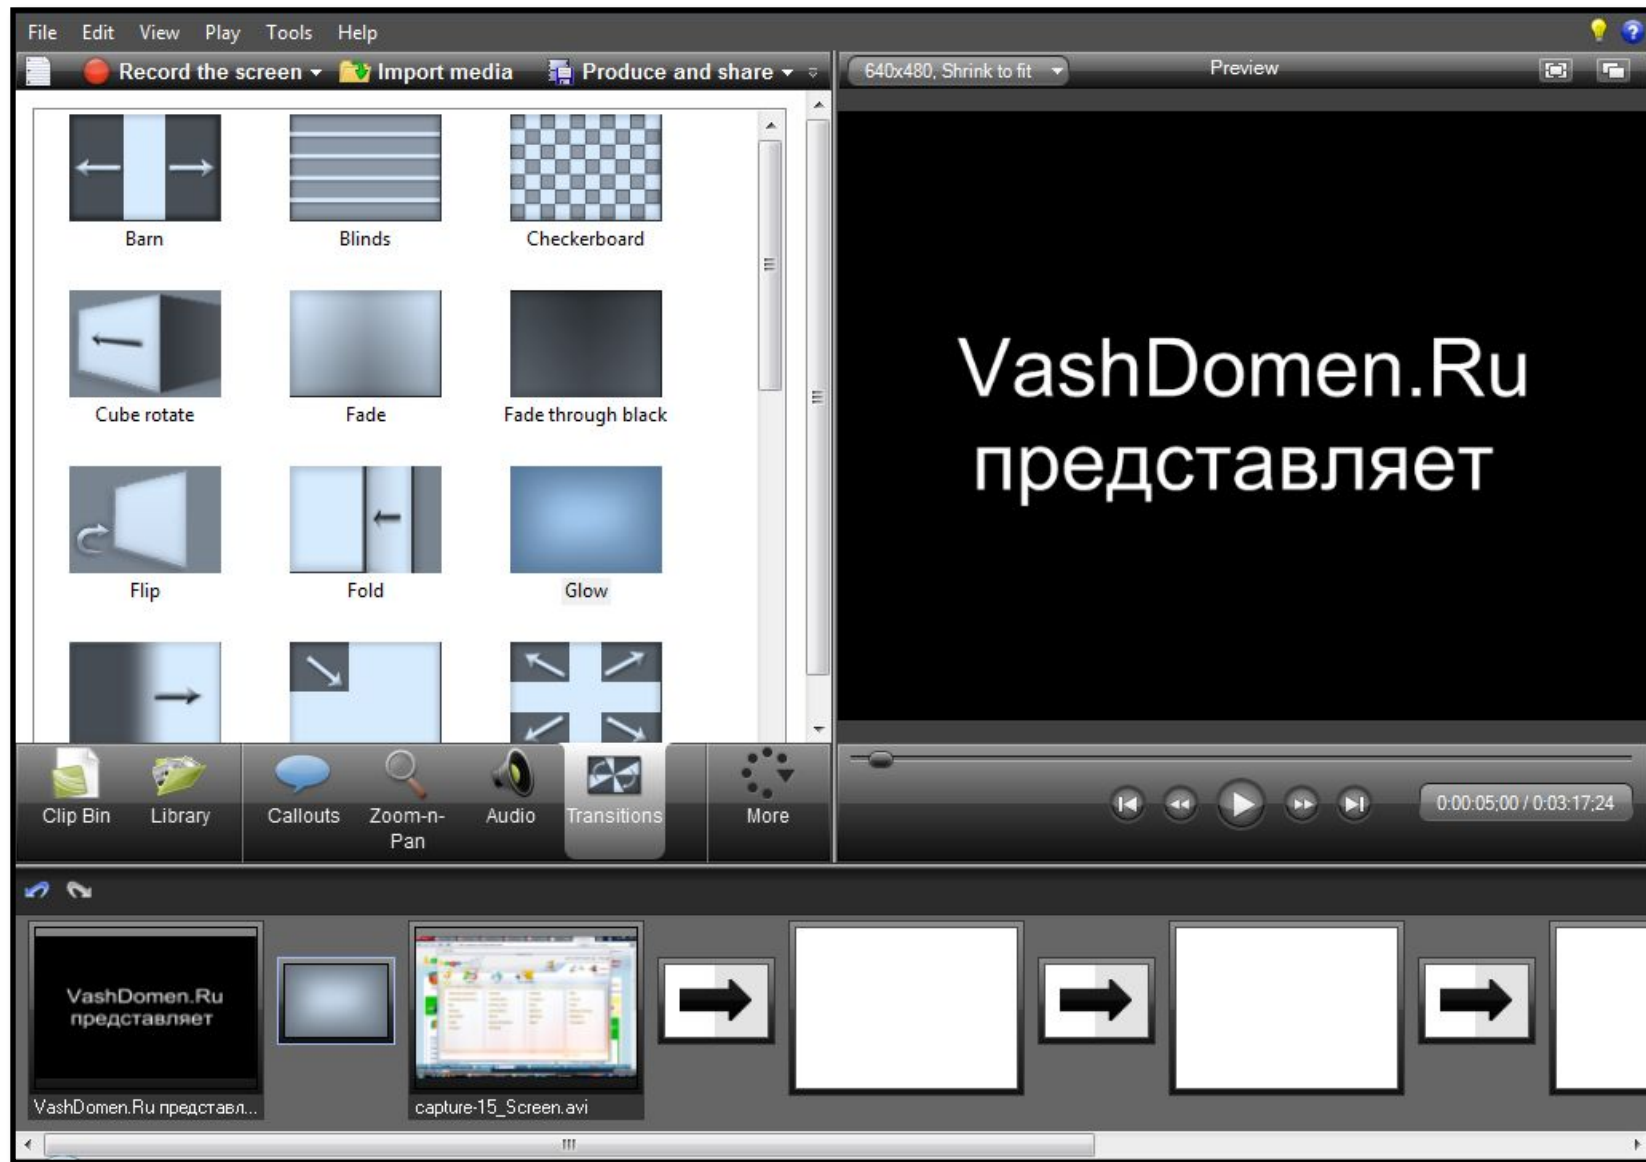 File Edit View Play Tools Help
Record the screen Import media Produce and share
640x480, Shrink to fit
Preview
Barn Blinds Checkerboard
Cube rotate Fade Fade through black
Flip Fold Glow
Clip Bin Library Callouts Zoom-n-Pan Audio Transitions More
VashDomen.Ru
представляет
0:00:05;00 / 0:03:17;24
VashDomen.Ru
представляет
VashDomen.Ru представл...
capture-15_Screen.avi